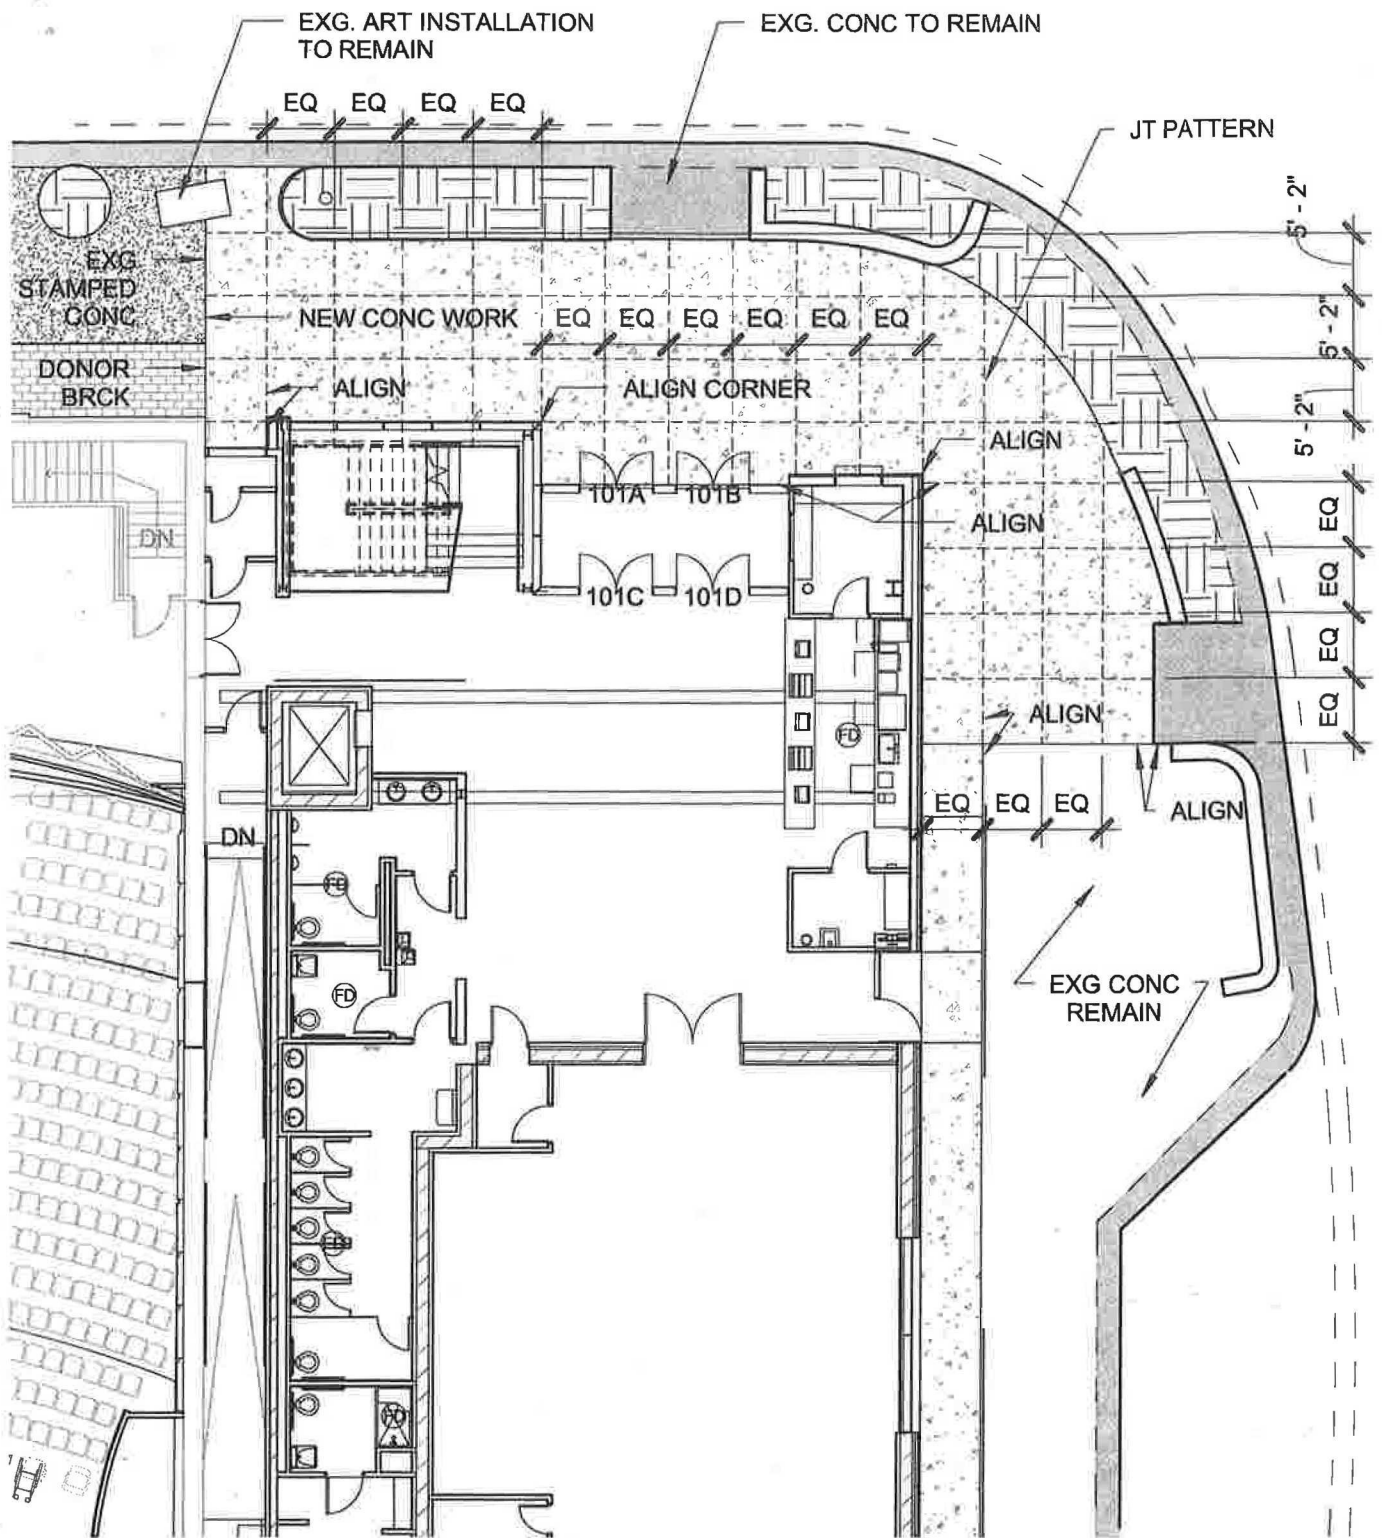 EXG. ART INSTALLATION
TO REMAIN
EXG. CONC TO REMAIN
EQ EQ EQ EQ
JT PATTERN
5' - 2"
EXG
STAMPED
CONC
NEW CONC WORK
EQ EQ EQ EQ EQ EQ
5' - 2"
DONOR
BRCK
ALIGN
ALIGN CORNER
5' - 2"
ALIGN
101A 101B
ALIGN
EQ
DN
EQ
101C 101D
EQ
EQ
ALIGN
FD
EQ EQ EQ
ALIGN
DN
FD
FD
EXG CONC
REMAIN
FD
FD